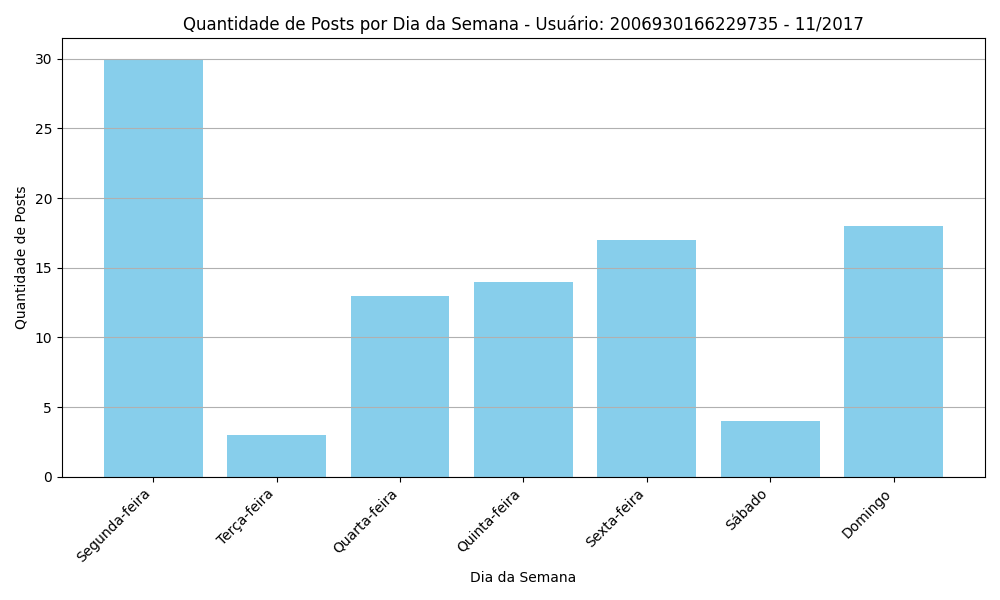 Quantidade de Posts por Dia da Semana - Usuário: 2006930166229735 - 11/2017
Quantidade de Posts
30
25
20
15
10
5
0
Segunda-feira
Terça-feira
Quarta-feira
Quinta-feira
Sexta-feira
Sábado
Domingo
Dia da Semana